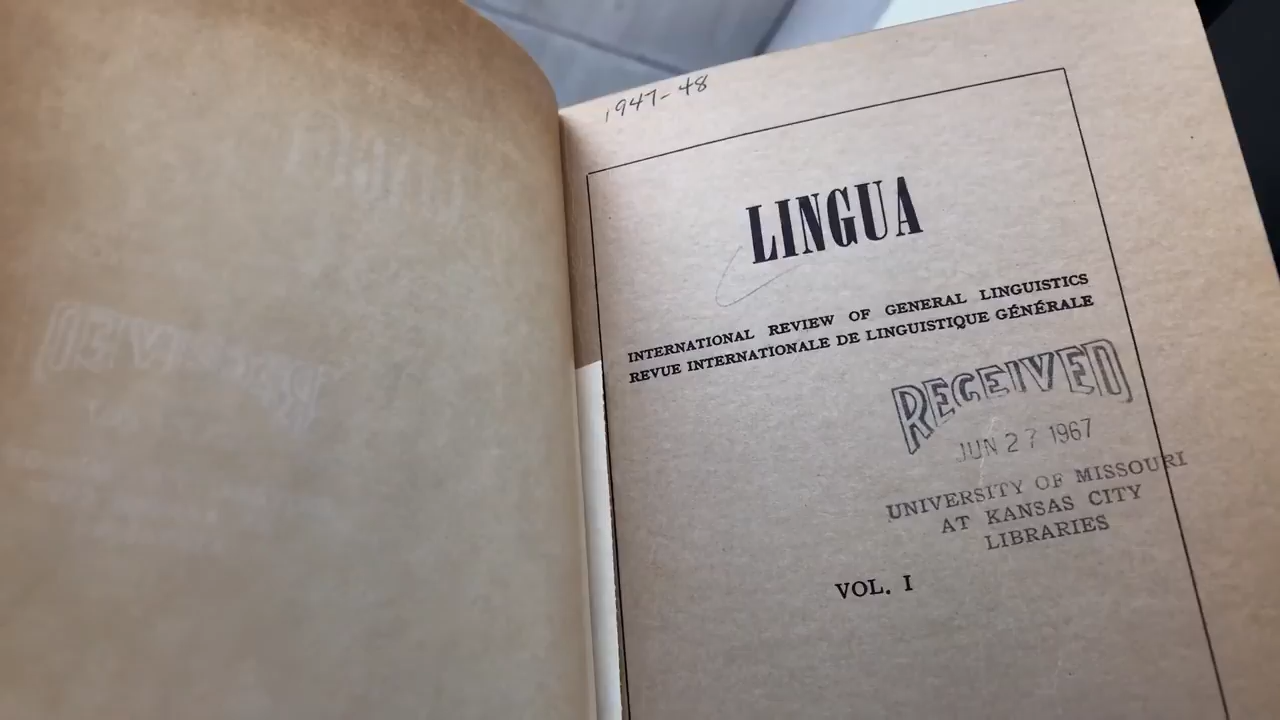 1947-48
LINGUA
INTERNATIONAL REVIEW OF GENERAL LINGUISTICS
REVUE INTERNATIONALE DE LINGUISTIQUE GÉNÉRALE
RECEIVED
JUN 27 1967
UNIVERSITY OF MISSOURI
AT KANSAS CITY
LIBRARIES
VOL. I